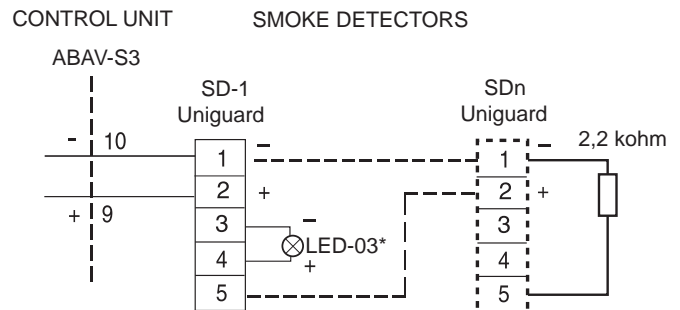 CONTROL UNIT
SMOKE DETECTORS
ABAV-S3
SD-1
Uniguard
SDn
Uniguard
2,2 kohm
- 10
+ 9
1 -
2 +
3 -
4 +
5
LED-03*
1 -
2 +
3
4
5